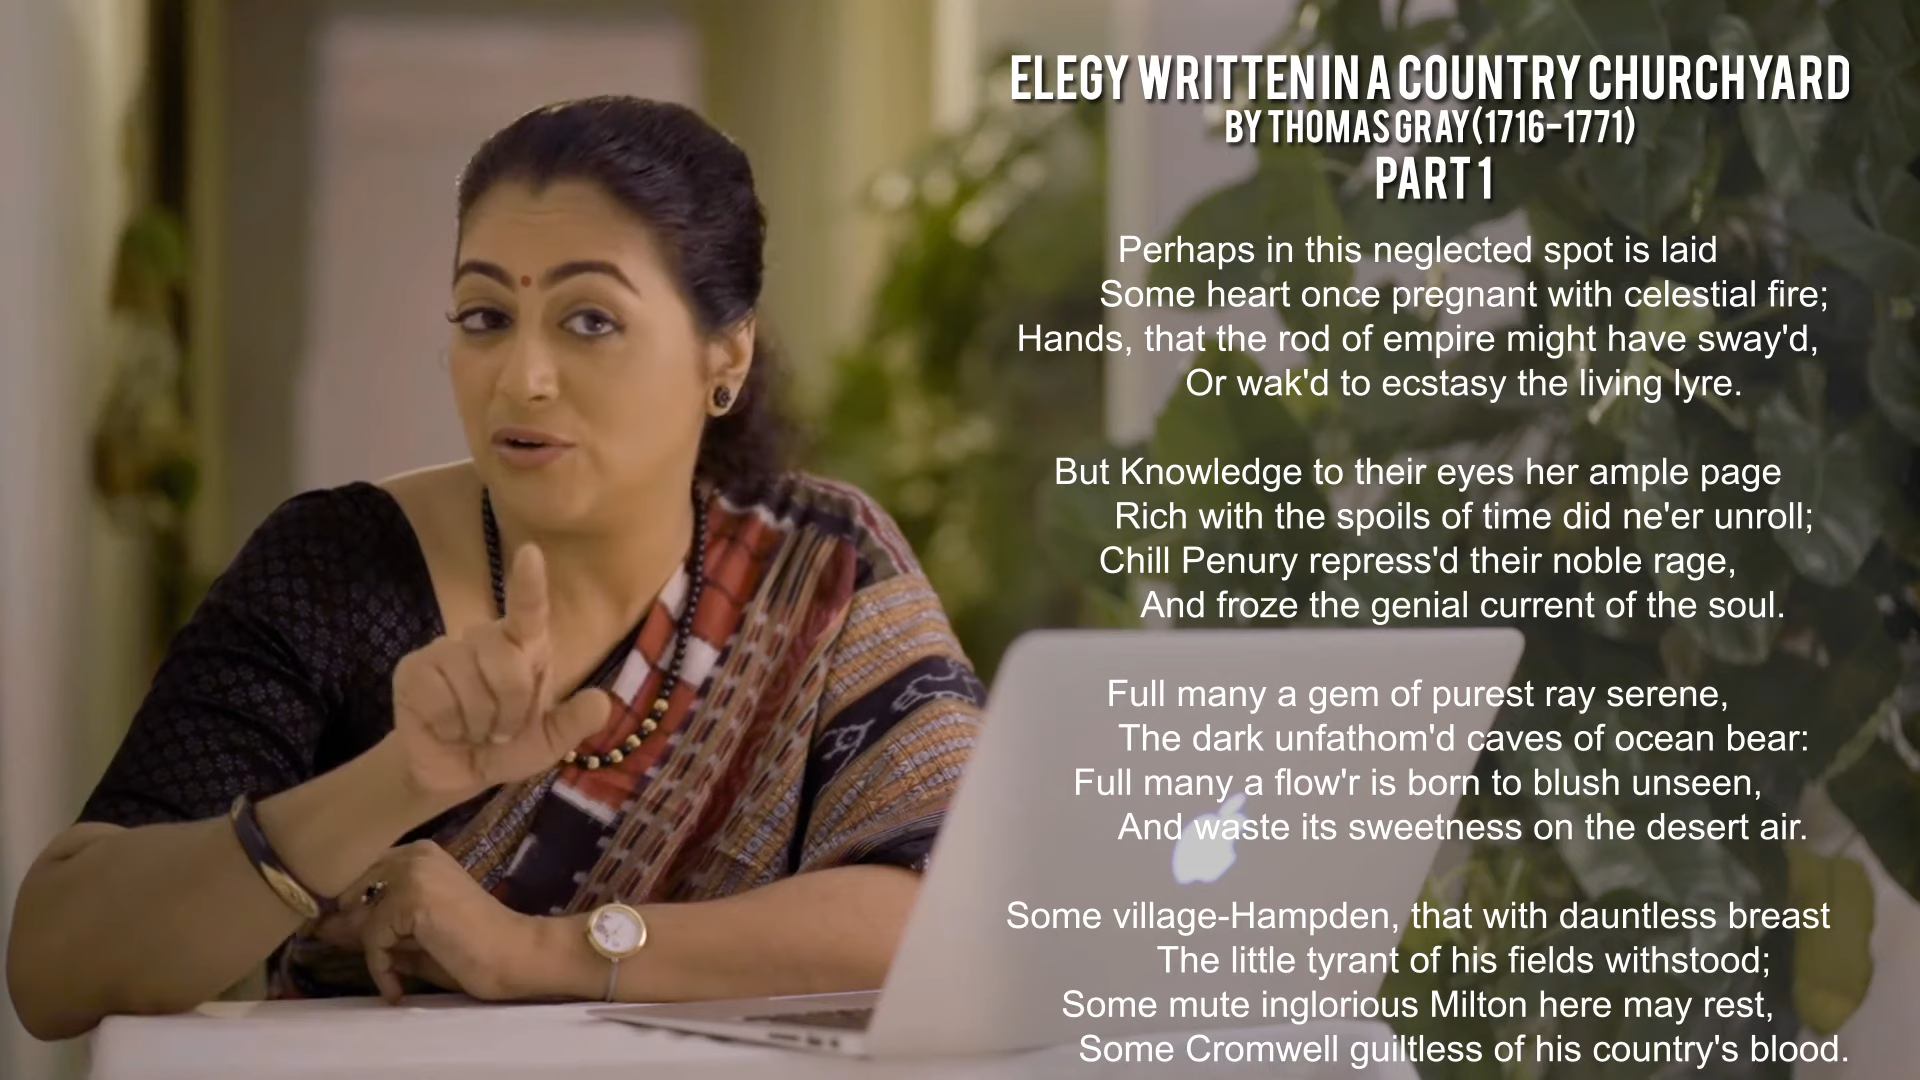 ELEGY WRITTEN IN A COUNTRY CHURCHYARD
BY THOMAS GRAY (1716-1771)
PART 1
Perhaps in this neglected spot is laid
Some heart once pregnant with celestial fire;
Hands, that the rod of empire might have sway'd,
Or wak'd to ecstasy the living lyre.
But Knowledge to their eyes her ample page
Rich with the spoils of time did ne'er unroll;
Chill Penury repress'd their noble rage,
And froze the genial current of the soul.
Full many a gem of purest ray serene,
The dark unfathom'd caves of ocean bear:
Full many a flow'r is born to blush unseen,
And waste its sweetness on the desert air.
Some village-Hampden, that with dauntless breast
The little tyrant of his fields withstood;
Some mute inglorious Milton here may rest,
Some Cromwell guiltless of his country's blood.